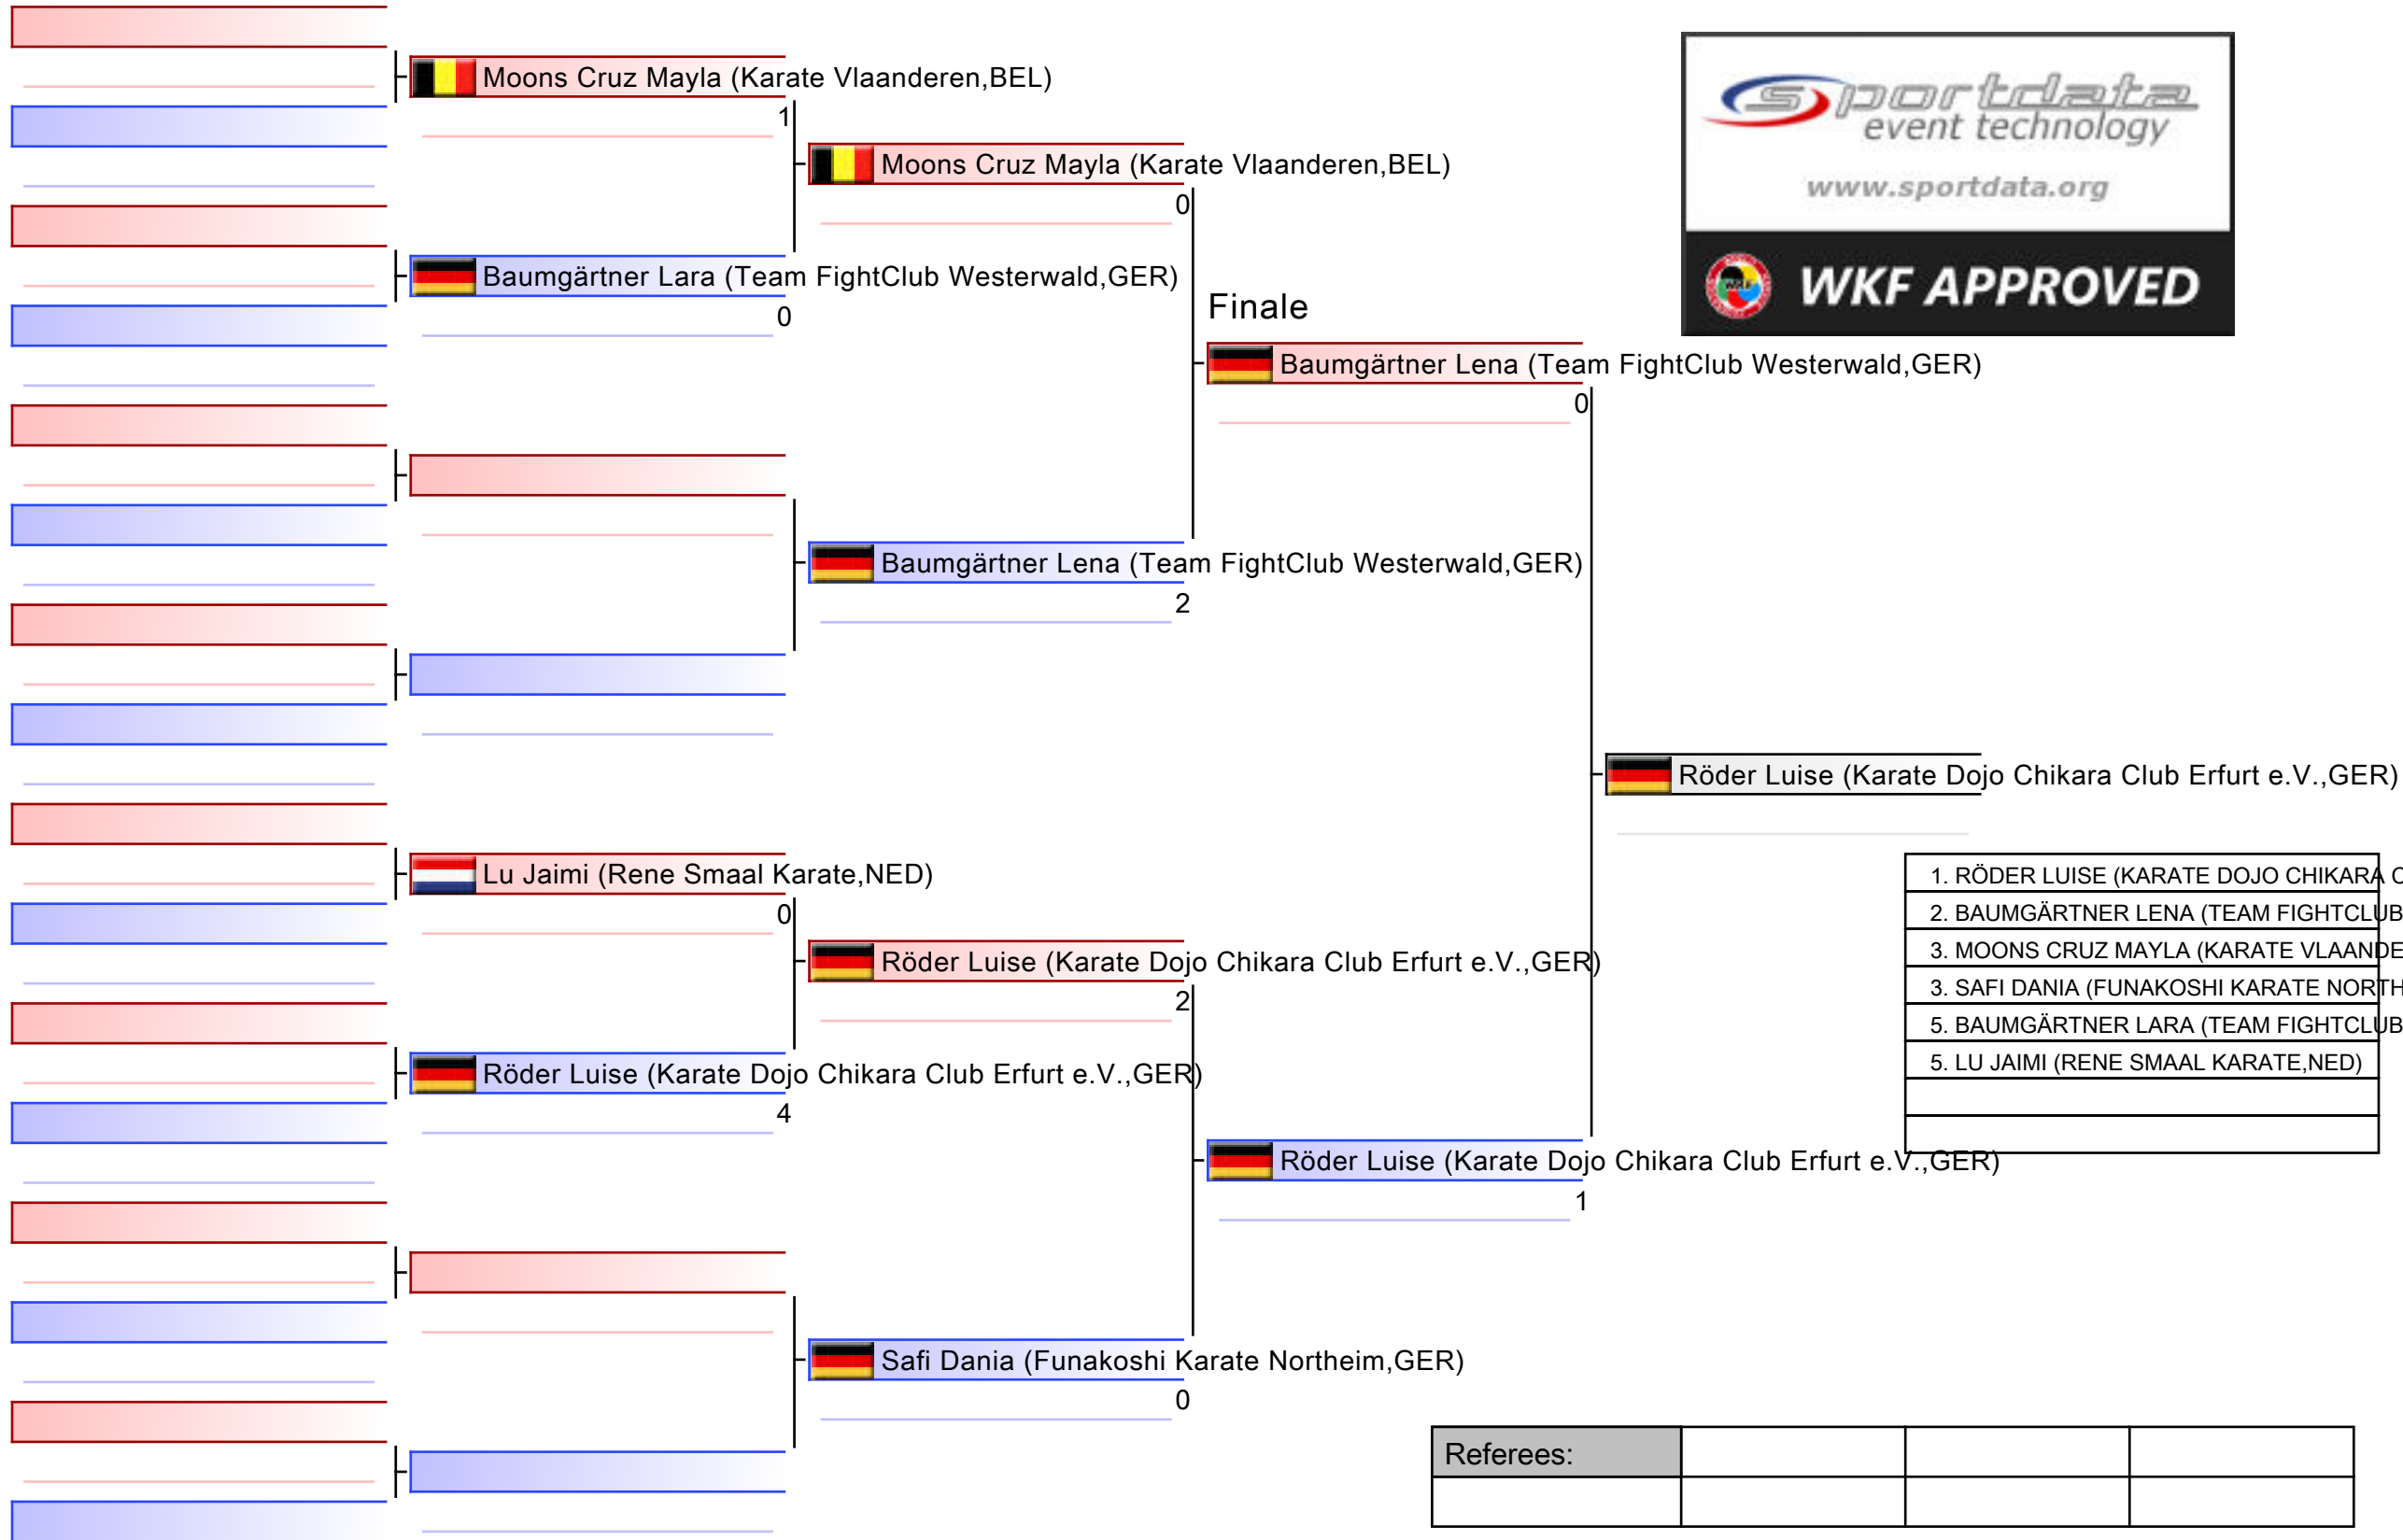 Moons Cruz Mayla (Karate Vlaanderen,BEL)
1
Baumgärtner Lara (Team FightClub Westerwald,GER)
0
Moons Cruz Mayla (Karate Vlaanderen,BEL)
0
Baumgärtner Lena (Team FightClub Westerwald,GER)
2
Lu Jaimi (Rene Smaal Karate,NED)
0
Röder Luise (Karate Dojo Chikara Club Erfurt e.V.,GER)
4
Röder Luise (Karate Dojo Chikara Club Erfurt e.V.,GER)
2
Safi Dania (Funakoshi Karate Northeim,GER)
0
Finale
Baumgärtner Lena (Team FightClub Westerwald,GER)
0
Röder Luise (Karate Dojo Chikara Club Erfurt e.V.,GER)
1
Röder Luise (Karate Dojo Chikara Club Erfurt e.V.,GER)
sportdata
event technology
www.sportdata.org
WKF APPROVED
1. RÖDER LUISE (KARATE DOJO CHIKARA C
2. BAUMGÄRTNER LENA (TEAM FIGHTCLUB
3. MOONS CRUZ MAYLA (KARATE VLAANDE
3. SAFI DANIA (FUNAKOSHI KARATE NORTH
5. BAUMGÄRTNER LARA (TEAM FIGHTCLUB
5. LU JAIMI (RENE SMAAL KARATE,NED)
Referees: